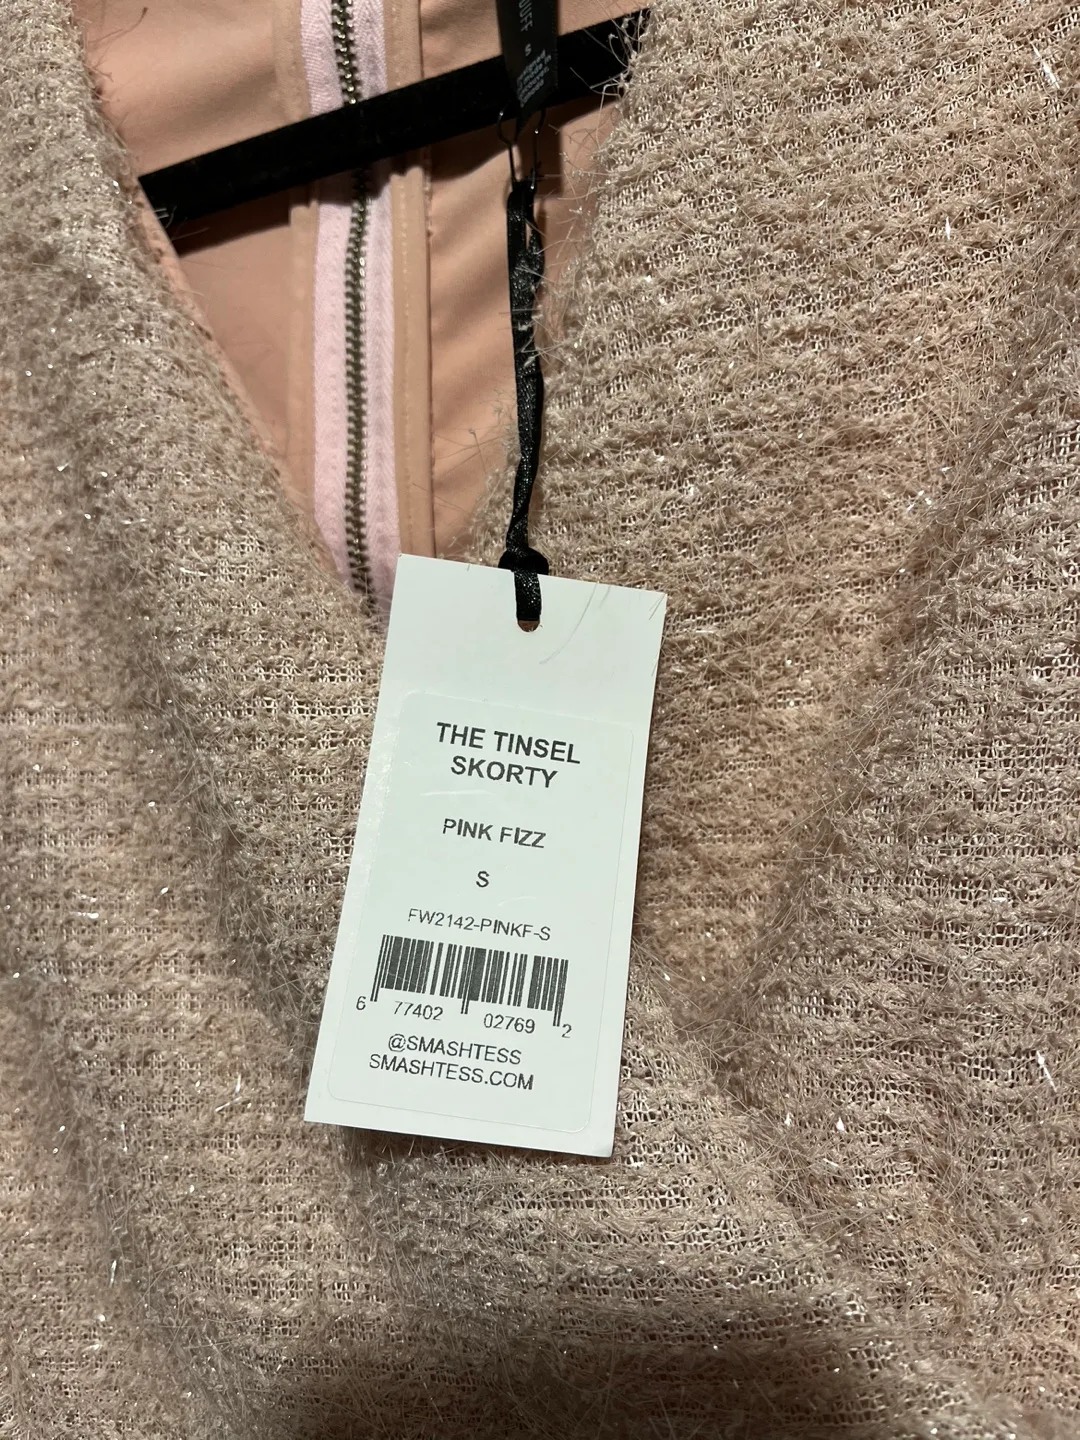 THE TINSEL
SKORTY
PINK FIZZ
S
FW2142-PINKF-S
6 77402 02769 2
@SMASHTESS
SMASHTESS.COM
S